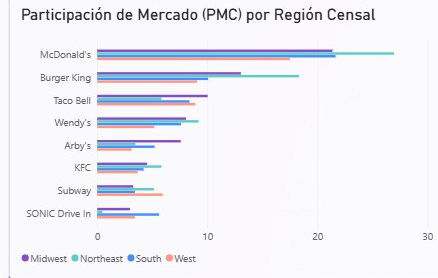 Participación de Mercado (PMC) por Región Censal
McDonald's
Burger King
Taco Bell
Wendy's
Arby's
KFC
Subway
SONIC Drive In
0 10 20 30
Midwest Northeast South West